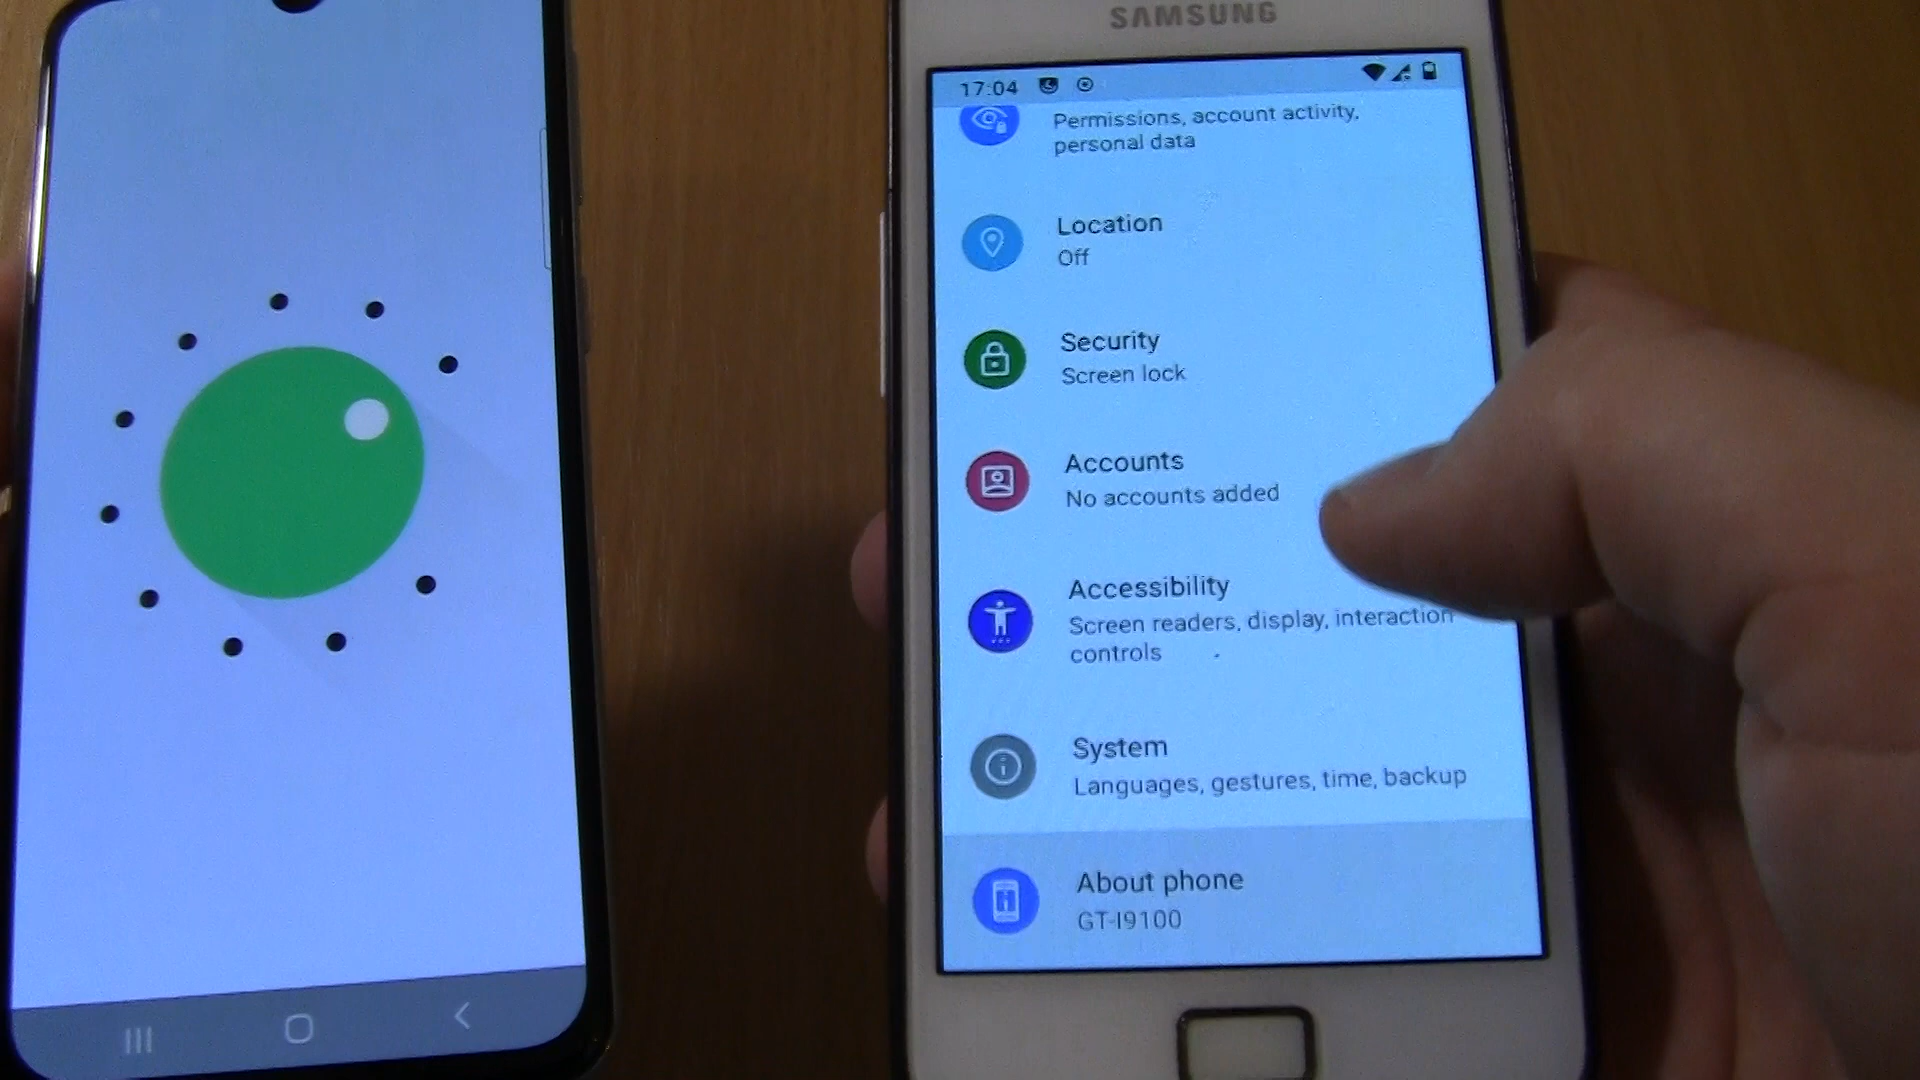 SAMSUNG
17:04
Permissions, account activity,
personal data
Location
Off
Security
Screen lock
Accounts
No accounts added
Accessibility
Screen readers, display, interaction
controls
System
Languages, gestures, time, backup
About phone
GT-I9100